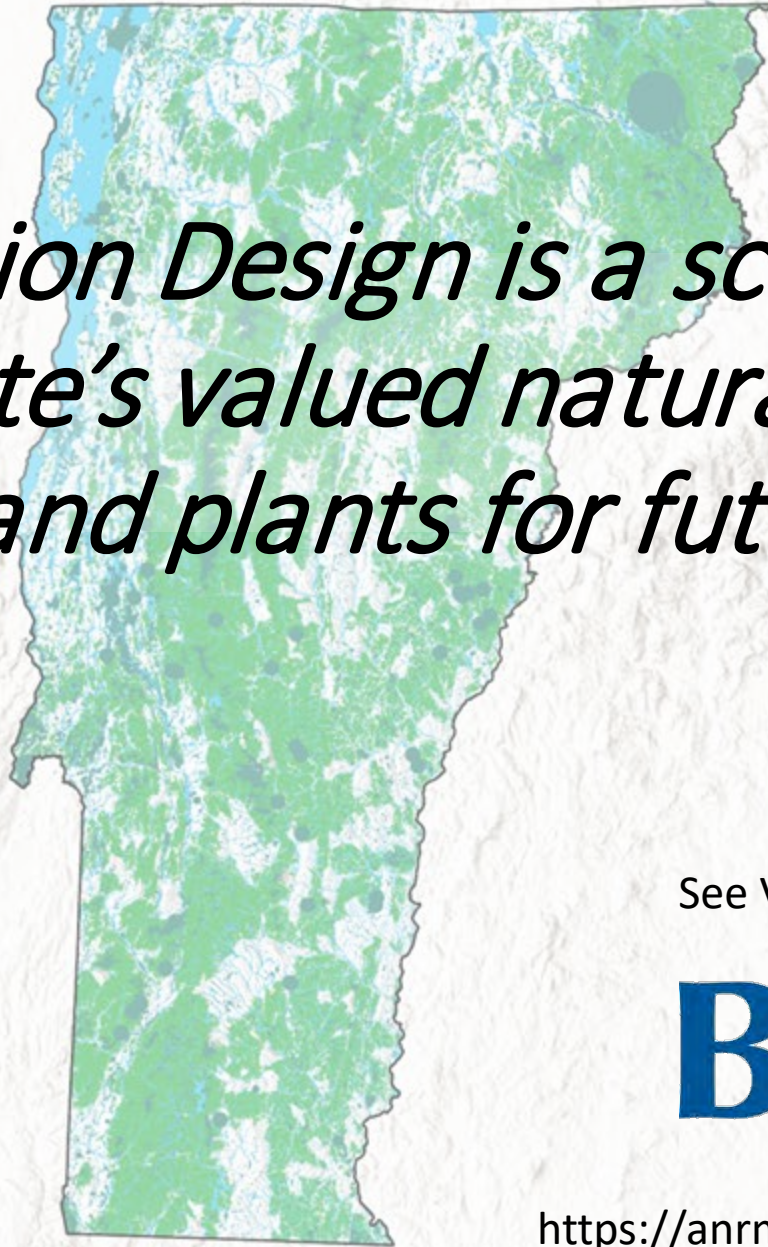 ion Design is a sc
te's valued natura
and plants for fut
See V
B
https://anrm